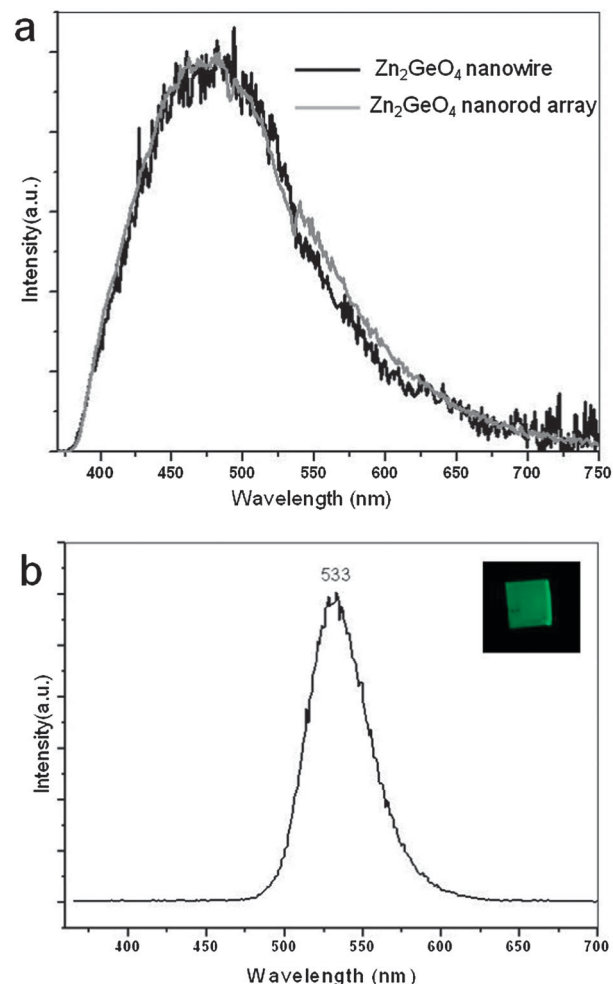 a
Zn₂GeO₄ nanowire
Zn₂GeO₄ nanorod array
Intensity(a.u.)
400 450 500 550 600 650 700 750
Wavelength (nm)
b
533
Intensity(a.u.)
400 450 500 550 600 650 700
Wavelength (nm)